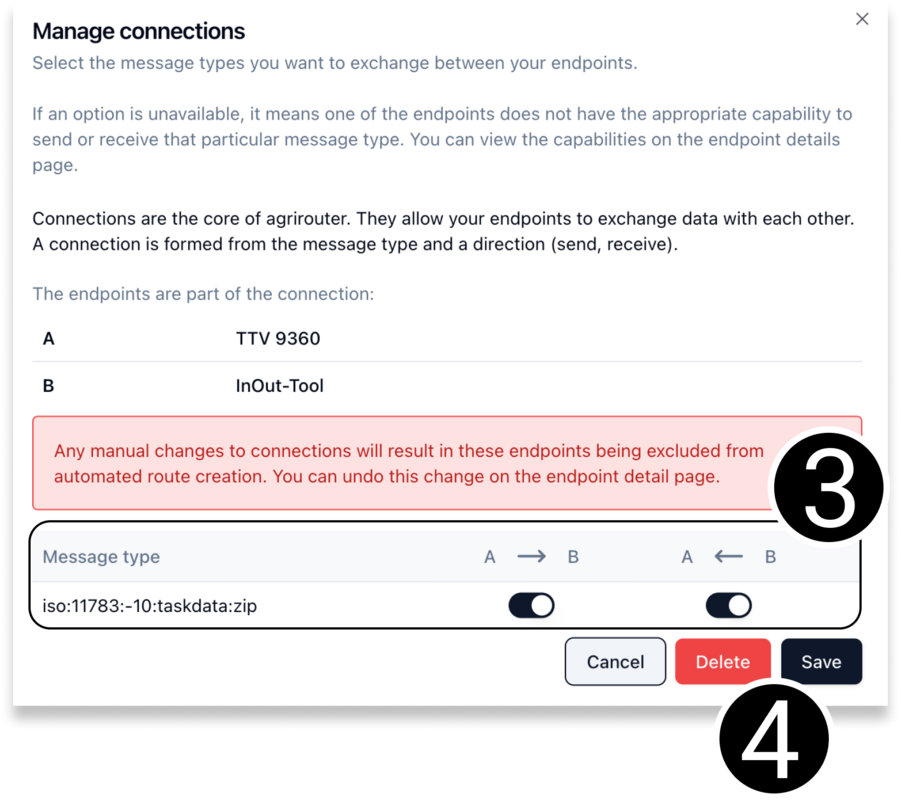 Manage connections
Select the message types you want to exchange between your endpoints.
If an option is unavailable, it means one of the endpoints does not have the appropriate capability to
send or receive that particular message type. You can view the capabilities on the endpoint details
page.
Connections are the core of agrirouter. They allow your endpoints to exchange data with each other.
A connection is formed from the message type and a direction (send, receive).
The endpoints are part of the connection:
A TTV 9360
B InOut-Tool
Any manual changes to connections will result in these endpoints being excluded from
automated route creation. You can undo this change on the endpoint detail page.
3
Message type A → B A ← B
iso:11783:-10:taskdata:zip
Cancel Delete Save
4